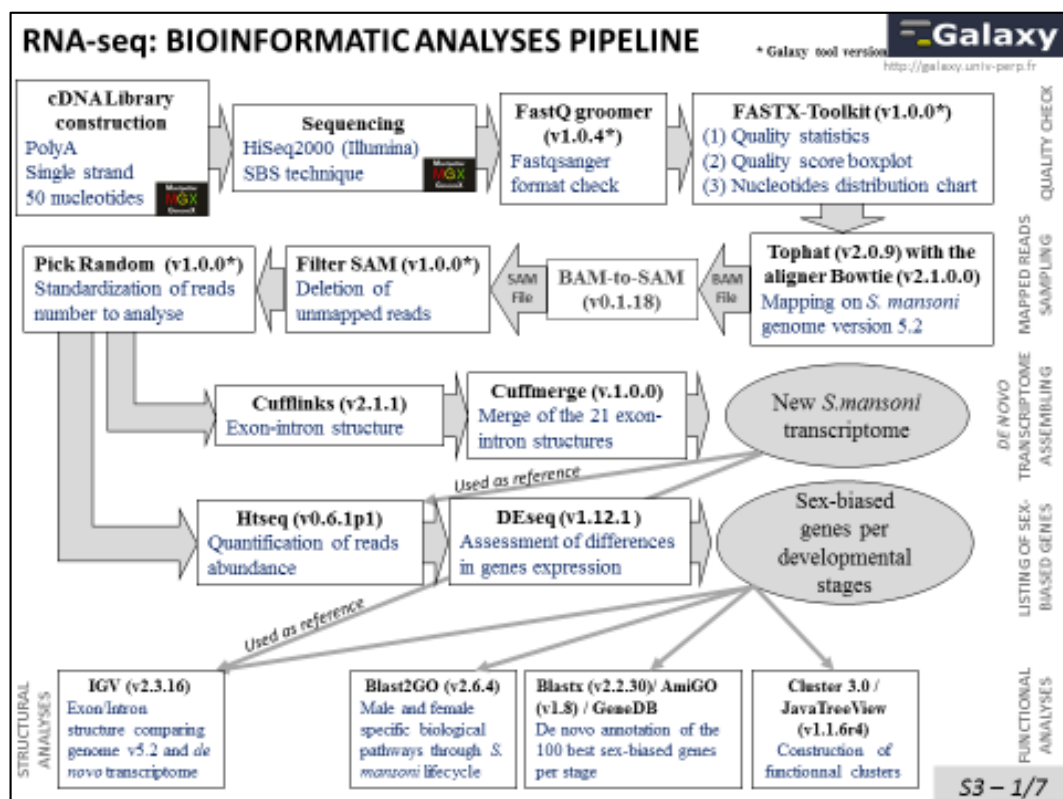 RNA-seq: BIOINFORMATIC ANALYSES PIPELINE
* Galaxy tool version
Galaxy
http://galaxy.univ-perp.fr
cDNA Library
construction
PolyA
Single strand
50 nucleotides
MGX
Sequencing
HiSeq2000 (Illumina)
SBS technique
MGX
FastQ groomer
(v1.0.4*)
Fastqsanger
format check
FASTX-Toolkit (v1.0.0*)
(1) Quality statistics
(2) Quality score boxplot
(3) Nucleotides distribution chart
QUALITY CHECK
Pick Random (v1.0.0*)
Standardization of reads
number to analyse
Filter SAM (v1.0.0*)
Deletion of
unmapped reads
SAM
File
BAM-to-SAM
(v0.1.18)
BAM
File
Tophat (v2.0.9) with the
aligner Bowtie (v2.1.0.0)
Mapping on S. mansoni
genome version 5.2
MAPPED READS
SAMPLING
Cufflinks (v2.1.1)
Exon-intron structure
Cuffmerge (v.1.0.0)
Merge of the 21 exon-
intron structures
New S.mansoni
transcriptome
DE NOVO
TRANSCRIPTOME
ASSEMBLING
Used as reference
Htseq (v0.6.1p1)
Quantification of reads
abundance
DEseq (v1.12.1)
Assessment of differences
in genes expression
Sex-biased
genes per
developmental
stages
LISTING OF SEX-
BIASED GENES
Used as reference
STRUCTURAL
ANALYSES
IGV (v2.3.16)
Exon/Intron
structure comparing
genome v5.2 and de
novo transcriptome
Blast2GO (v2.6.4)
Male and female
specific biological
pathways through S.
mansoni lifecycle
Blastx (v2.2.30)/ AmiGO
(v1.8) / GeneDB
De novo annotation of the
100 best sex-biased genes
per stage
Cluster 3.0 /
JavaTreeView
(v1.1.6r4)
Construction of
functionnal clusters
FUNCTIONAL
ANALYSES
S3 – 1/7